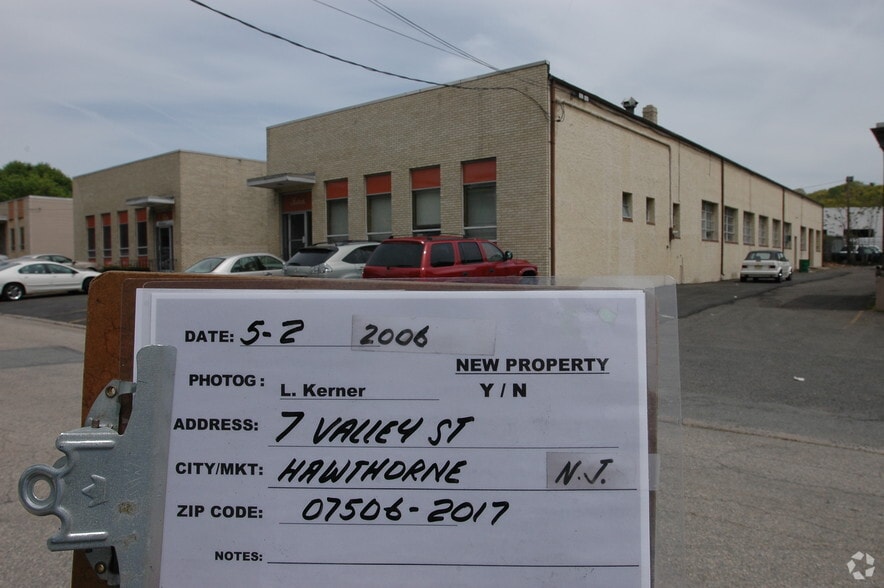 DATE: 5-2 2006
NEW PROPERTY
PHOTOG: L. Kerner Y / N
ADDRESS: 7 VALLEY ST
CITY/MKT: HAWTHORNE N.J.
ZIP CODE: 07506-2017
NOTES: